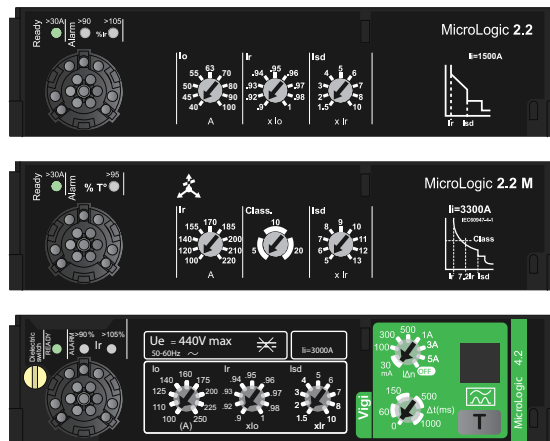 >30A >90 >105
Ready Alarm %Ir
MicroLogic 2.2
Ii=1500A
Io Ir Isd
63 .95 5
55 70 .94 .96 4 6
50 80 .93 .97 3 7
45 90 .92 .98 2 8
40 100 .9 1 1.5 10
A x Io x Ir
Ir Isd
>30A >95
Ready Alarm % T°
MicroLogic 2.2 M
Ii=3300A
IEC60947-4-1
Class
Ir 7,2Ir Isd
Ir Class. Isd
170 10 9
155 185 8 10
140 200 7 11
120 210 6 12
100 220 5 20 5 13
A x Ir
Dielectric
switch
READY ALARM >90% Ir >105%
Ue = 440V max
50-60Hz
Ii=3000A
Io Ir Isd
160 .95 5
140 175 .94 .96 4 6
125 200 .93 .97 3 7
110 225 .92 .98 2 8
100 250 .9 1 1.5 10
(A) xIo xIr
Vigi
500
300 1A
100 3A
30 5A
mA IΔn OFF
150
60 500
0 1000
Δt(ms)
T
MicroLogic 4.2